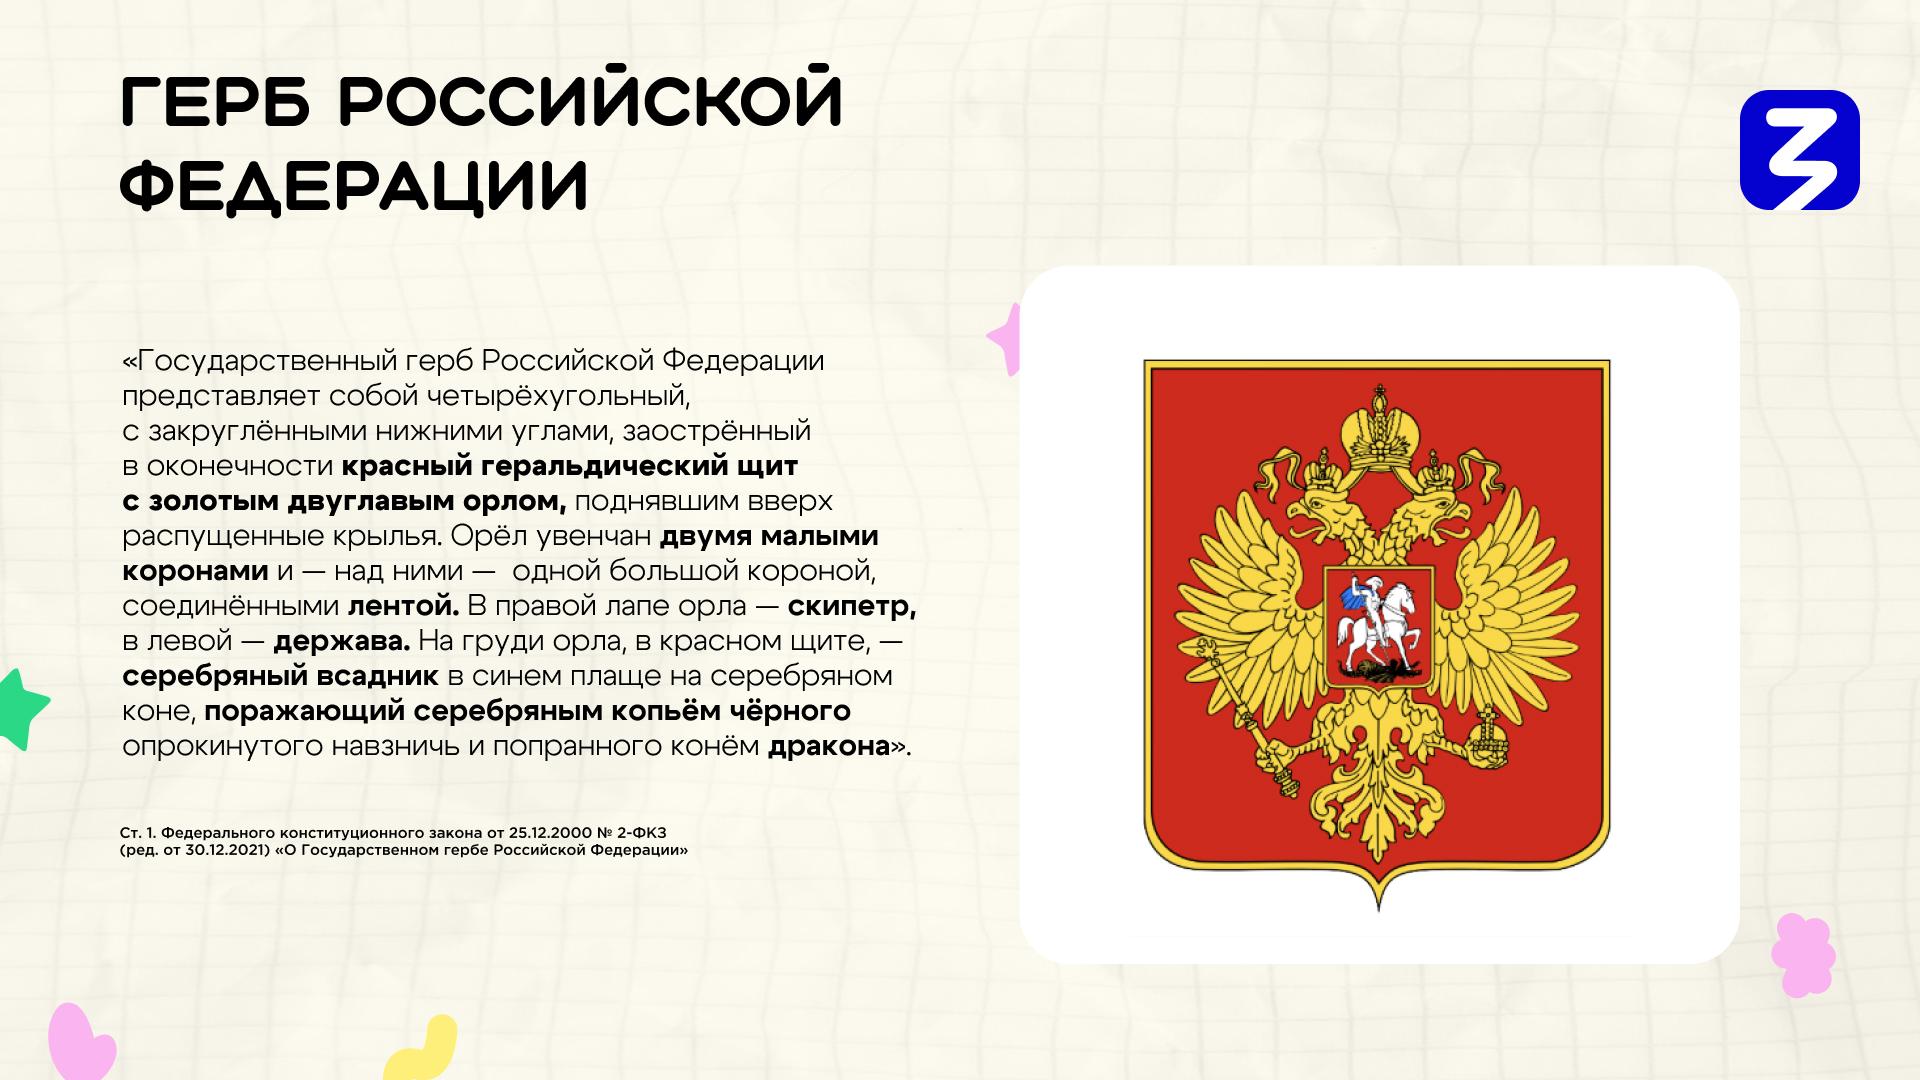 ГЕРБ РОССИЙСКОЙ
ФЕДЕРАЦИИ
«Государственный герб Российской Федерации
представляет собой четырёхугольный,
с закруглёнными нижними углами, заострённый
в оконечности красный геральдический щит
с золотым двуглавым орлом, поднявшим вверх
распущенные крылья. Орёл увенчан двумя малыми
коронами и — над ними — одной большой короной,
соединёнными лентой. В правой лапе орла — скипетр,
в левой — держава. На груди орла, в красном щите, —
серебряный всадник в синем плаще на серебряном
коне, поражающий серебряным копьём чёрного
опрокинутого навзничь и попранного конём дракона».
Ст. 1. Федерального конституционного закона от 25.12.2000 № 2-ФКЗ
(ред. от 30.12.2021) «О Государственном гербе Российской Федерации»